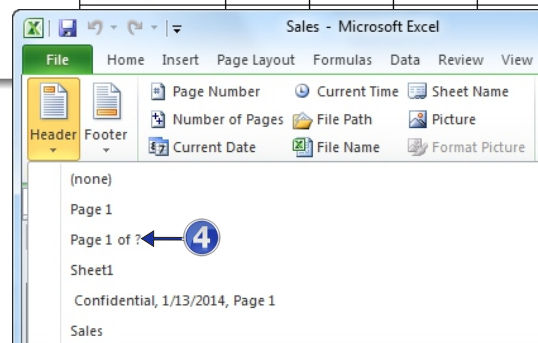 Sales - Microsoft Excel
File Home Insert Page Layout Formulas Data Review View
Page Number Current Time Sheet Name
Number of Pages File Path Picture
Header Footer
Current Date File Name Format Picture
(none)
Page 1
Page 1 of ? 4
Sheet1
Confidential, 1/13/2014, Page 1
Sales